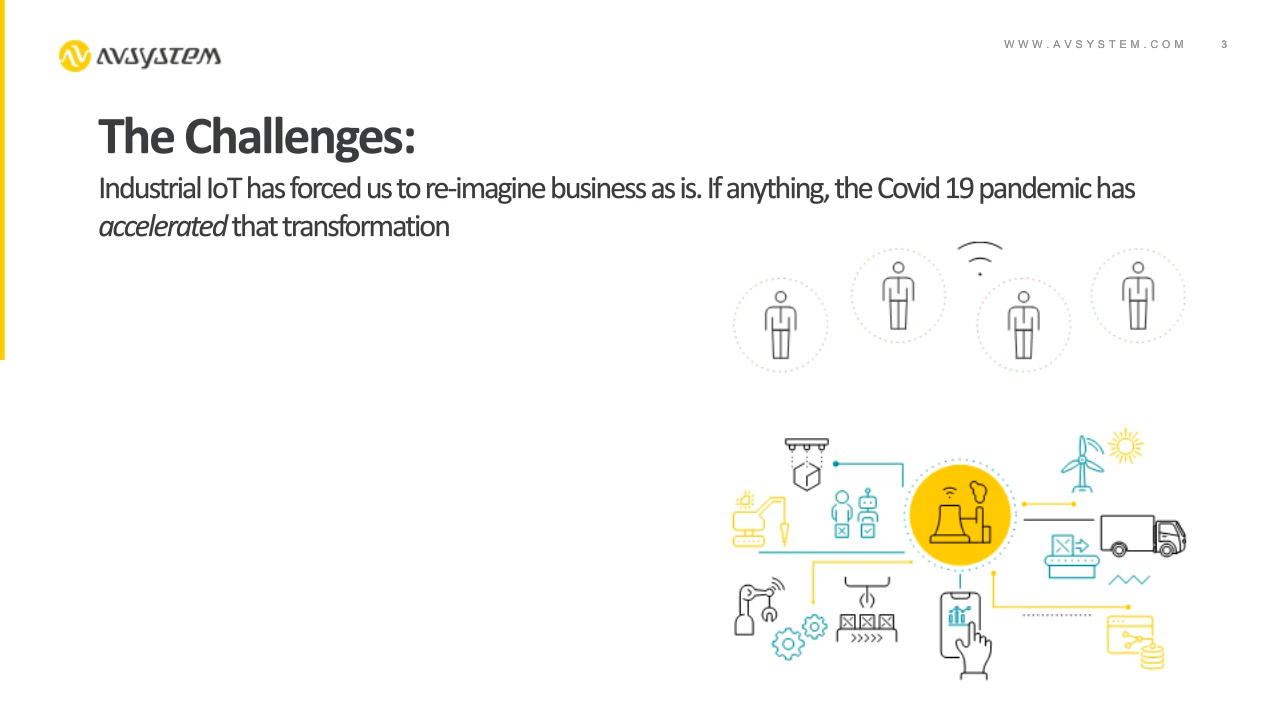 AVSYSTEM
WWW.AVSYSTEM.COM 3
The Challenges:
Industrial IoT has forced us to re-imagine business as is. If anything, the Covid 19 pandemic has
accelerated that transformation